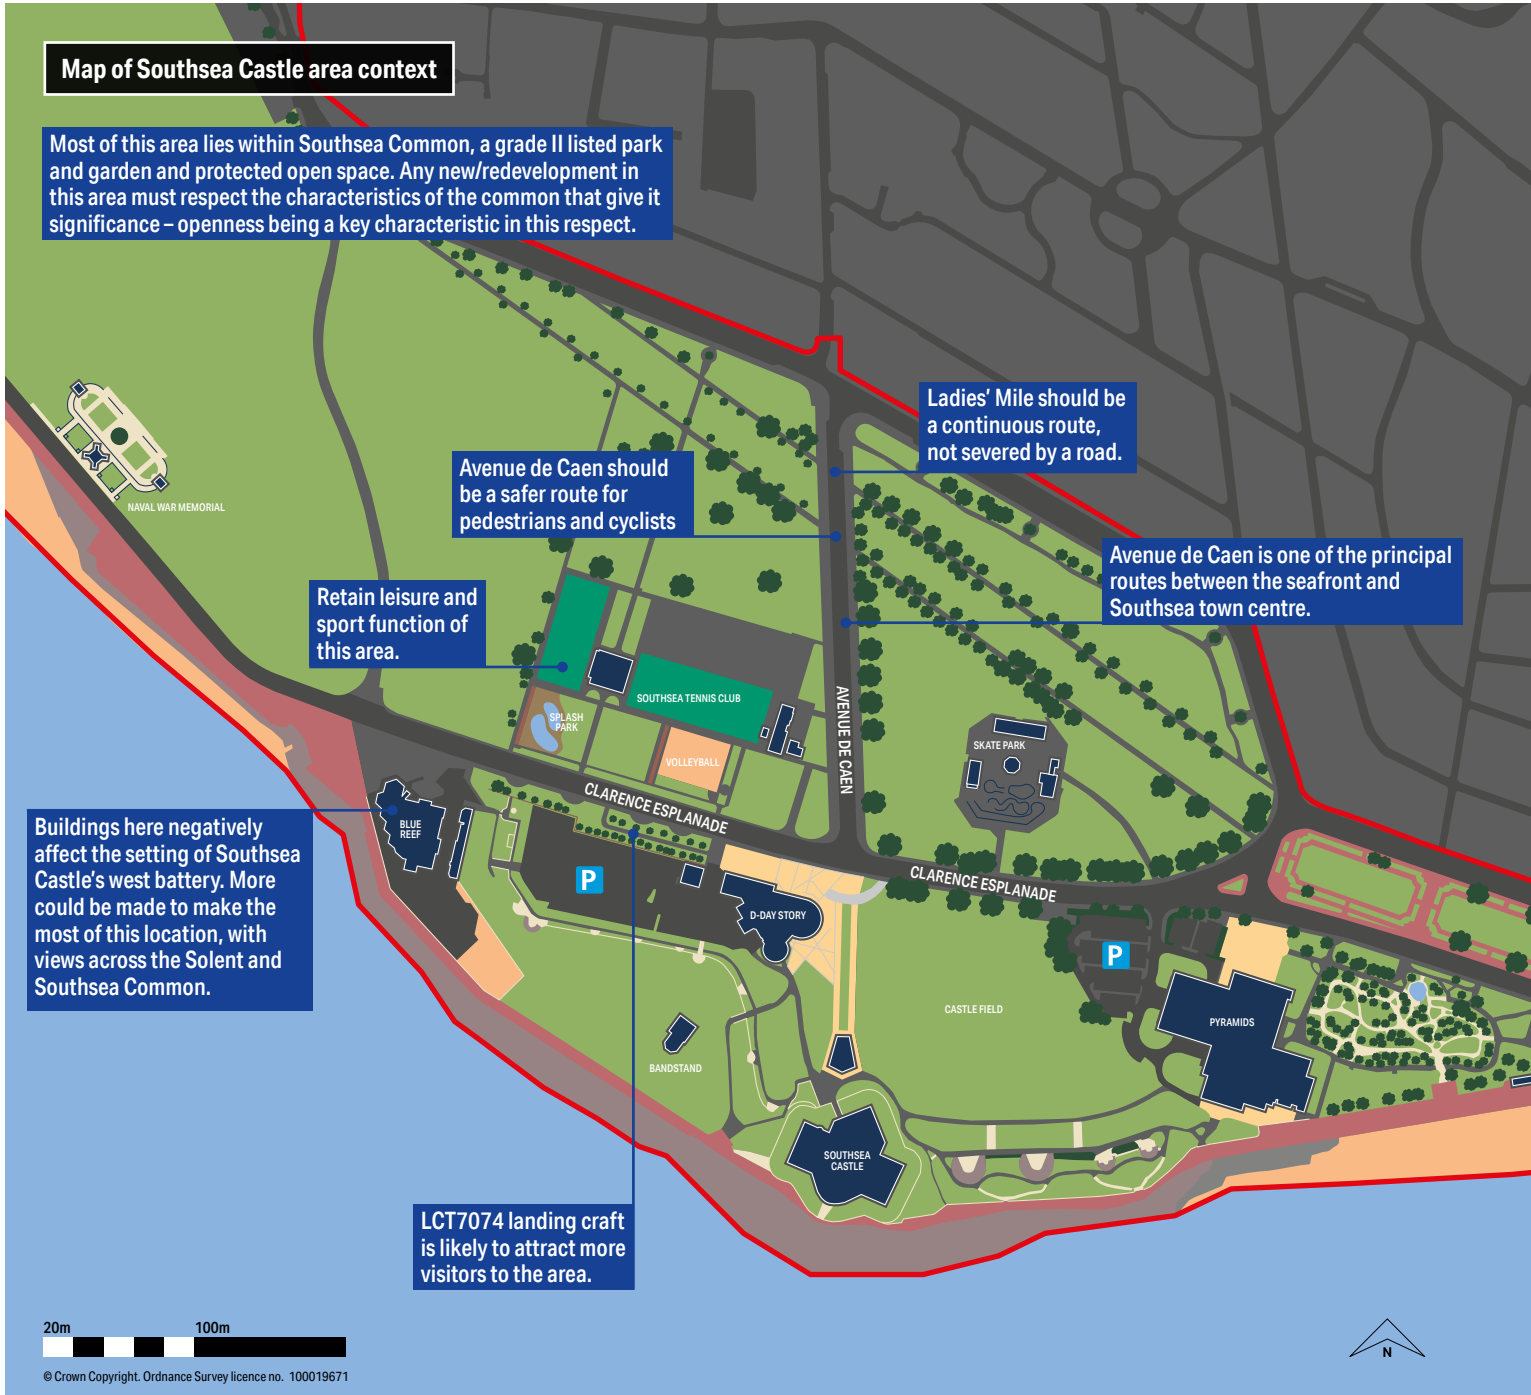 Map of Southsea Castle area context
Most of this area lies within Southsea Common, a grade II listed park
and garden and protected open space. Any new/redevelopment in
this area must respect the characteristics of the common that give it
significance – openness being a key characteristic in this respect.
Ladies’ Mile should be
a continuous route,
not severed by a road.
Avenue de Caen should
be a safer route for
pedestrians and cyclists
NAVAL WAR MEMORIAL
Avenue de Caen is one of the principal
routes between the seafront and
Southsea town centre.
Retain leisure and
sport function of
this area.
SOUTHSEA TENNIS CLUB
SPLASH
PARK
VOLLEYBALL
AVENUE DE CAEN
SKATE PARK
CLARENCE ESPLANADE
BLUE
REEF
Buildings here negatively
affect the setting of Southsea
Castle’s west battery. More
could be made to make the
most of this location, with
views across the Solent and
Southsea Common.
P
D-DAY STORY
CLARENCE ESPLANADE
P
CASTLE FIELD
PYRAMIDS
BANDSTAND
SOUTHSEA
CASTLE
LCT7074 landing craft
is likely to attract more
visitors to the area.
20m 100m
© Crown Copyright. Ordnance Survey licence no. 100019671
N